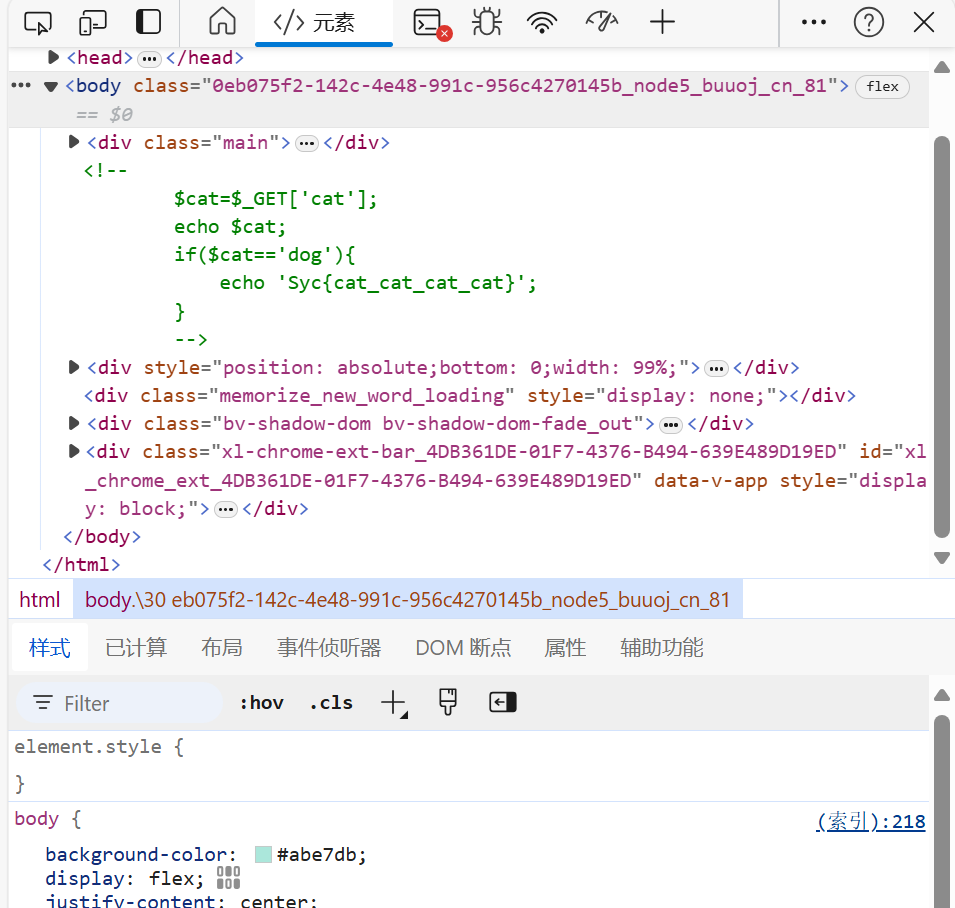 元素
<head> ... </head>
<body class="0eb075f2-142c-4e48-991c-956c4270145b_node5_buuoj_cn_81"> flex
== $0
<div class="main"> ... </div>
<!--
$cat=$_GET['cat'];
echo $cat;
if($cat=='dog'){
echo 'Syc{cat_cat_cat_cat}';
}
-->
<div style="position: absolute;bottom: 0;width: 99%;"> ... </div>
<div class="memorize_new_word_loading" style="display: none;"></div>
<div class="bv-shadow-dom bv-shadow-dom-fade_out"> ... </div>
<div class="xl-chrome-ext-bar_4DB361DE-01F7-4376-B494-639E489D19ED" id="xl
_chrome_ext_4DB361DE-01F7-4376-B494-639E489D19ED" data-v-app style="displa
y: block;"> ... </div>
</body>
</html>
html body.\30 eb075f2-142c-4e48-991c-956c4270145b_node5_buuoj_cn_81
样式 已计算 布局 事件侦听器 DOM 断点 属性 辅助功能
Filter :hov .cls
element.style {
}
body { (索引):218
background-color: #abe7db;
display: flex;
justify-content: center;